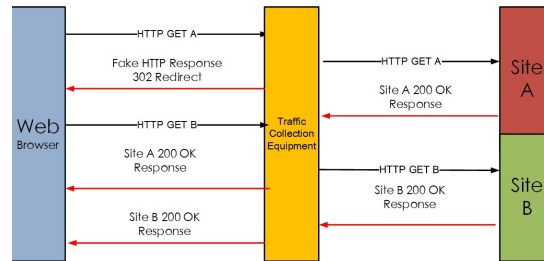 HTTP GET A
Fake HTTP Response
302 Redirect
HTTP GET A
Site
A
Site A 200 OK
Response
Web
Browser
HTTP GET B
Traffic
Collection
Equipment
Site A 200 OK
Response
HTTP GET B
Site B 200 OK
Response
Site
B
Site B 200 OK
Response